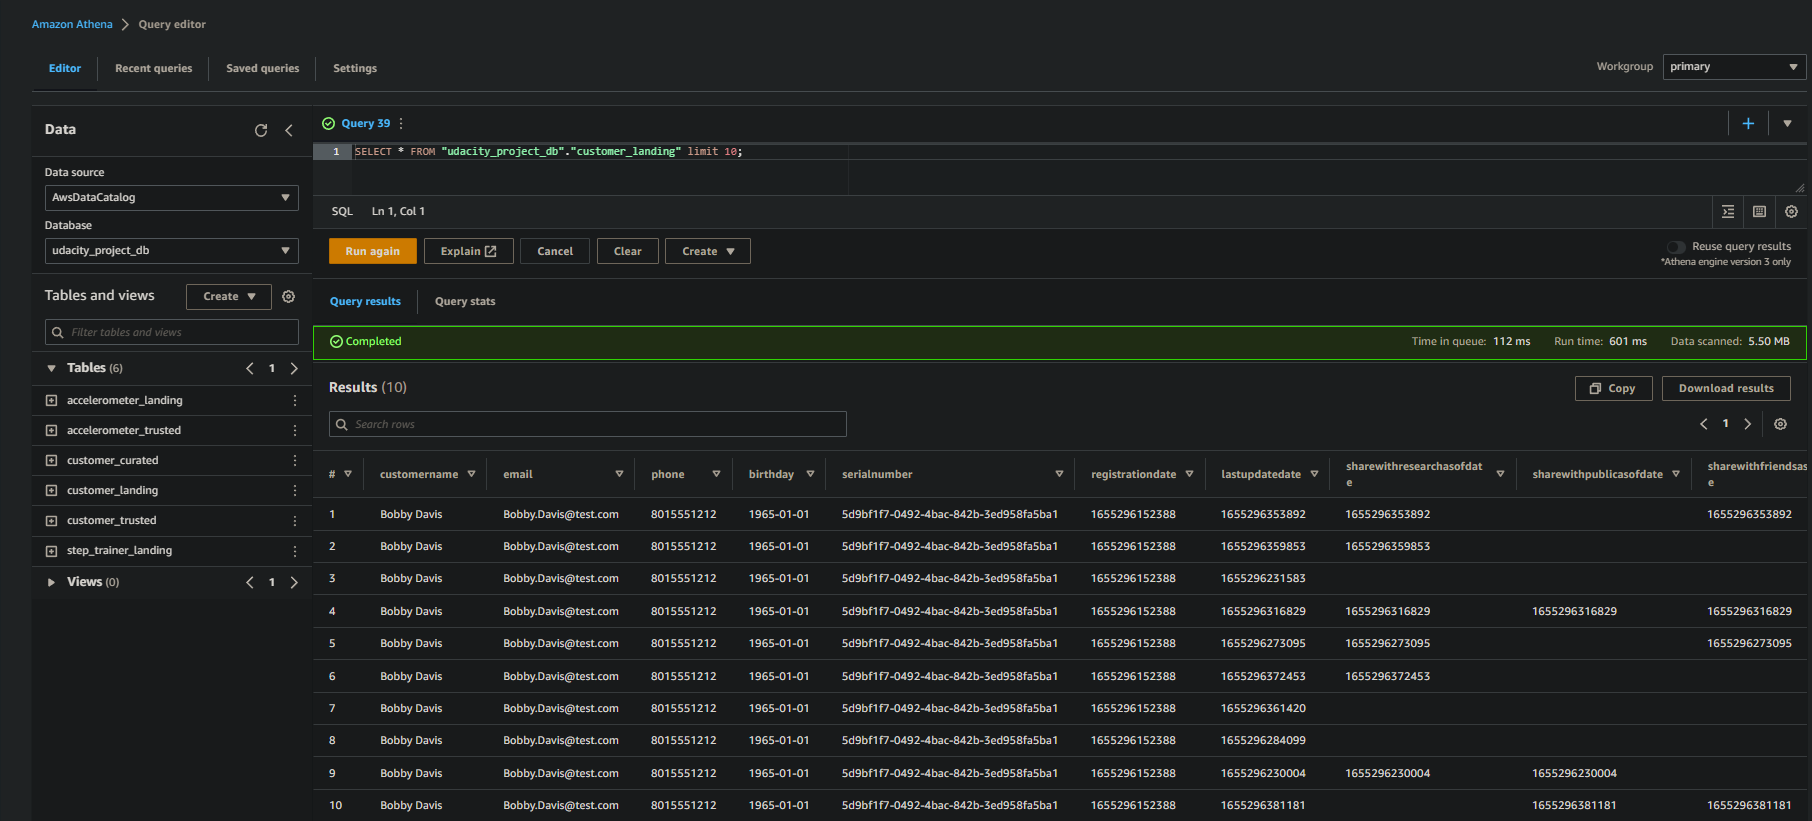 Amazon Athena > Query editor
Editor Recent queries Saved queries Settings
Workgroup primary
Data
Data source
AwsDataCatalog
Database
udacity_project_db
Tables and views Create
Filter tables and views
Tables (6) < 1 >
accelerometer_landing
accelerometer_trusted
customer_curated
customer_landing
customer_trusted
step_trainer_landing
Views (0) < 1 >
Query 39
1 SELECT * FROM "udacity_project_db"."customer_landing" limit 10;
SQL Ln 1, Col 1
Run again Explain Cancel Clear Create
Reuse query results
*Athena engine version 3 only
Query results Query stats
Completed Time in queue: 112 ms Run time: 601 ms Data scanned: 5.50 MB
Results (10) Copy Download results
Search rows < 1 >
# customername email phone birthday serialnumber registrationdate lastupdatedate sharewithresearchasofdate sharewithpublicasofdate sharewithfriendsase
1 Bobby Davis Bobby.Davis@test.com 8015551212 1965-01-01 5d9bf1f7-0492-4bac-842b-3ed958fa5ba1 1655296152388 1655296353892 1655296353892 1655296353892
2 Bobby Davis Bobby.Davis@test.com 8015551212 1965-01-01 5d9bf1f7-0492-4bac-842b-3ed958fa5ba1 1655296152388 1655296359853 1655296359853
3 Bobby Davis Bobby.Davis@test.com 8015551212 1965-01-01 5d9bf1f7-0492-4bac-842b-3ed958fa5ba1 1655296152388 1655296231583
4 Bobby Davis Bobby.Davis@test.com 8015551212 1965-01-01 5d9bf1f7-0492-4bac-842b-3ed958fa5ba1 1655296152388 1655296316829 1655296316829 1655296316829 1655296316829
5 Bobby Davis Bobby.Davis@test.com 8015551212 1965-01-01 5d9bf1f7-0492-4bac-842b-3ed958fa5ba1 1655296152388 1655296273095 1655296273095 1655296273095
6 Bobby Davis Bobby.Davis@test.com 8015551212 1965-01-01 5d9bf1f7-0492-4bac-842b-3ed958fa5ba1 1655296152388 1655296372453 1655296372453
7 Bobby Davis Bobby.Davis@test.com 8015551212 1965-01-01 5d9bf1f7-0492-4bac-842b-3ed958fa5ba1 1655296152388 1655296361420
8 Bobby Davis Bobby.Davis@test.com 8015551212 1965-01-01 5d9bf1f7-0492-4bac-842b-3ed958fa5ba1 1655296152388 1655296284099
9 Bobby Davis Bobby.Davis@test.com 8015551212 1965-01-01 5d9bf1f7-0492-4bac-842b-3ed958fa5ba1 1655296152388 1655296230004 1655296230004 1655296230004
10 Bobby Davis Bobby.Davis@test.com 8015551212 1965-01-01 5d9bf1f7-0492-4bac-842b-3ed958fa5ba1 1655296152388 1655296381181 1655296381181 1655296381181